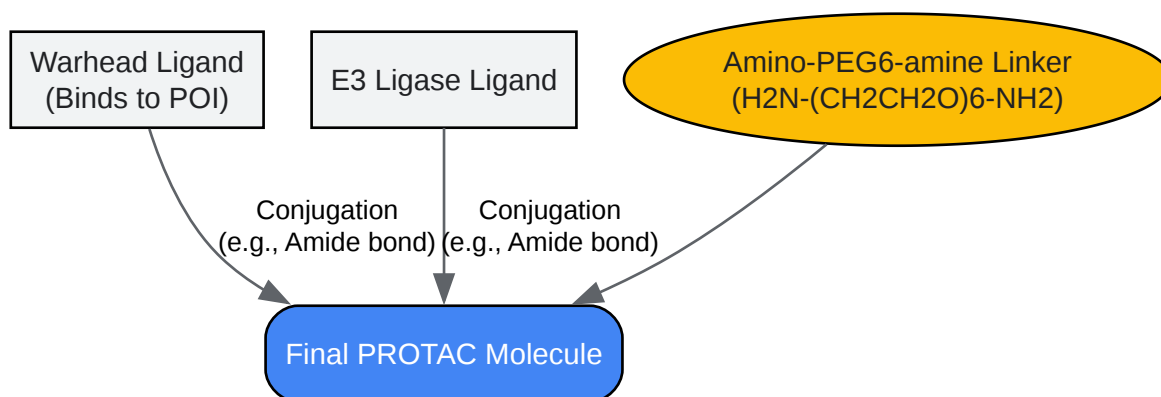 Warhead Ligand
(Binds to POI)
E3 Ligase Ligand
Amino-PEG6-amine Linker
(H2N-(CH2CH2O)6-NH2)
Conjugation
(e.g., Amide bond)
Conjugation
(e.g., Amide bond)
Final PROTAC Molecule